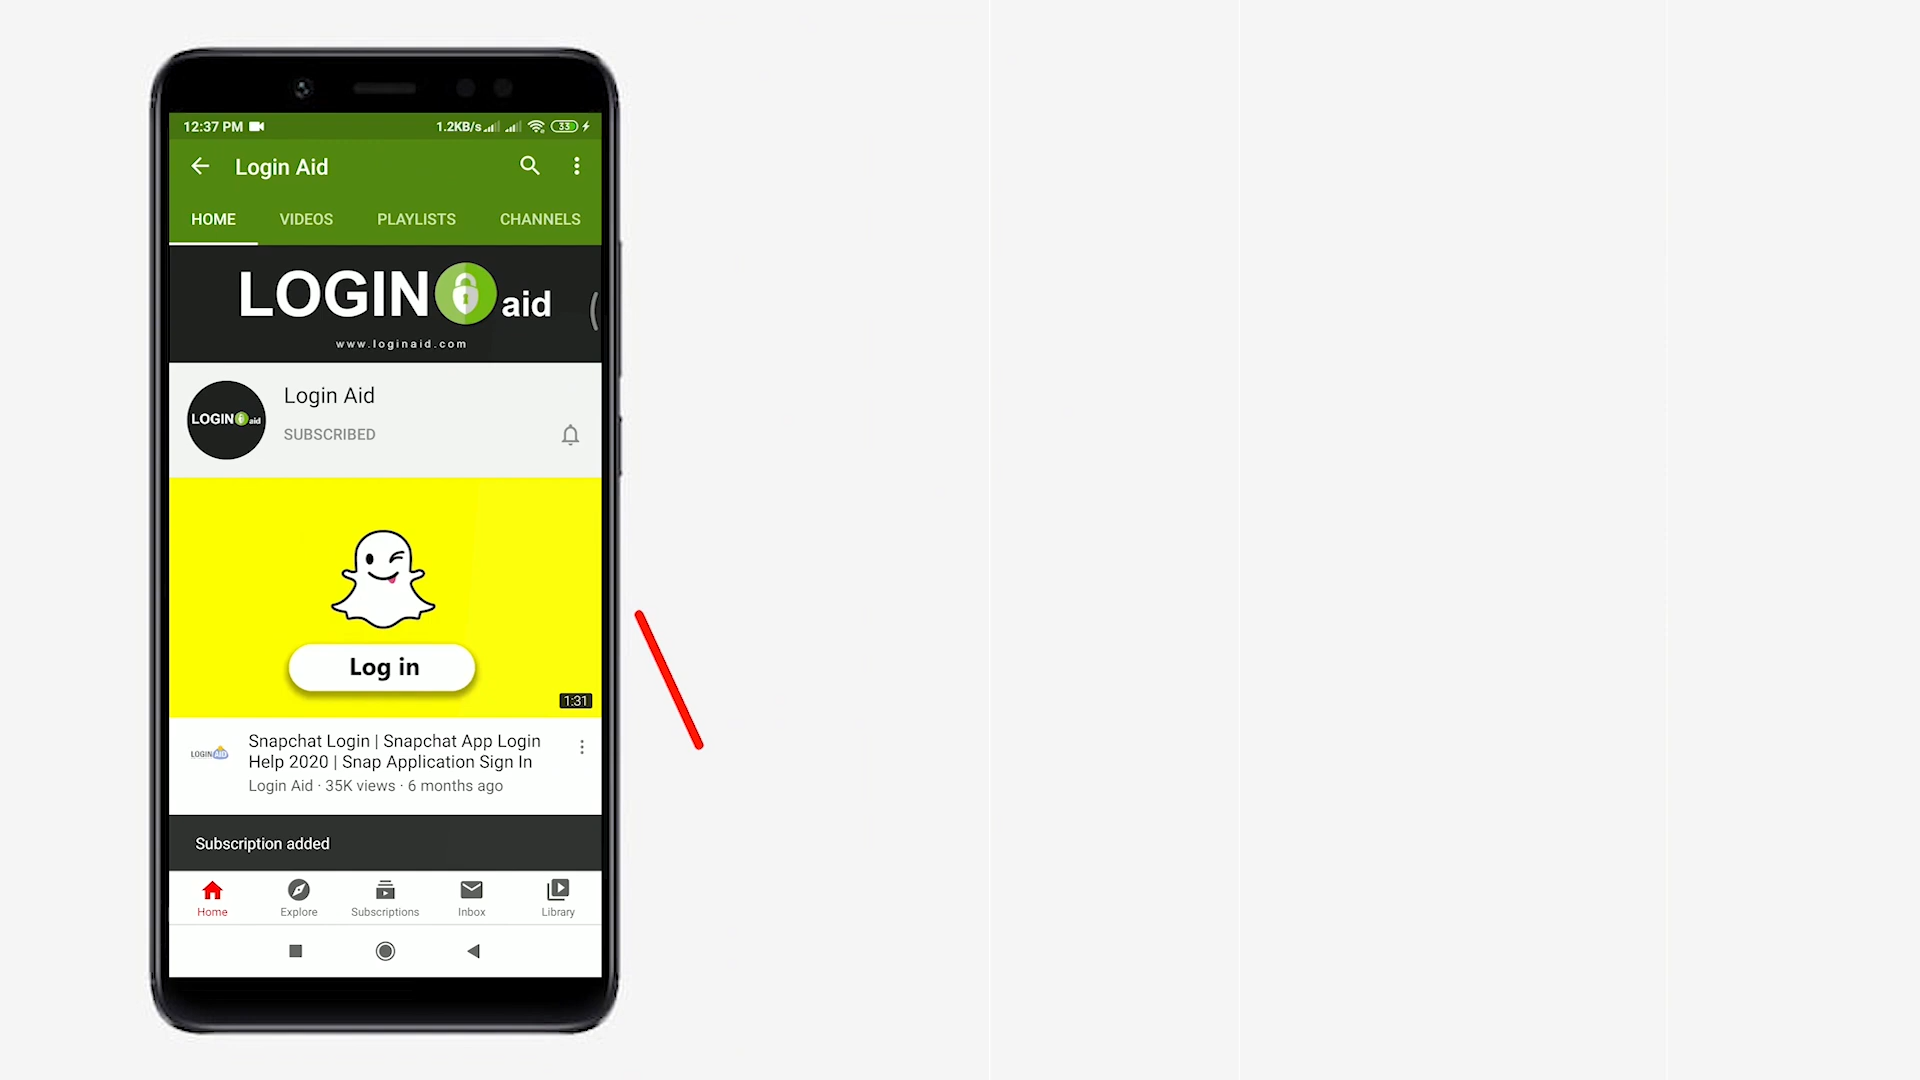 12:37 PM 1.2KB/s 33
Login Aid
HOME VIDEOS PLAYLISTS CHANNELS
LOGIN aid
www.loginaid.com
LOGIN aid
Login Aid
SUBSCRIBED
Log in
1:31
LOGIN AID
Snapchat Login | Snapchat App Login
Help 2020 | Snap Application Sign In
Login Aid · 35K views · 6 months ago
Subscription added
Home Explore Subscriptions Inbox Library